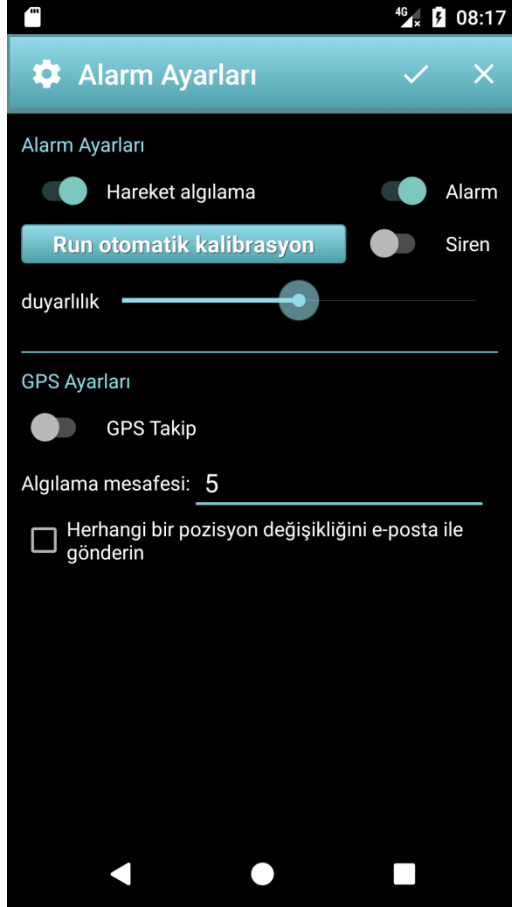 4G 08:17
Alarm Ayarları
Alarm Ayarları
Hareket algılama Alarm
Run otomatik kalibrasyon Siren
duyarlılık
GPS Ayarları
GPS Takip
Algılama mesafesi: 5
Herhangi bir pozisyon değişikliğini e-posta ile
gönderin